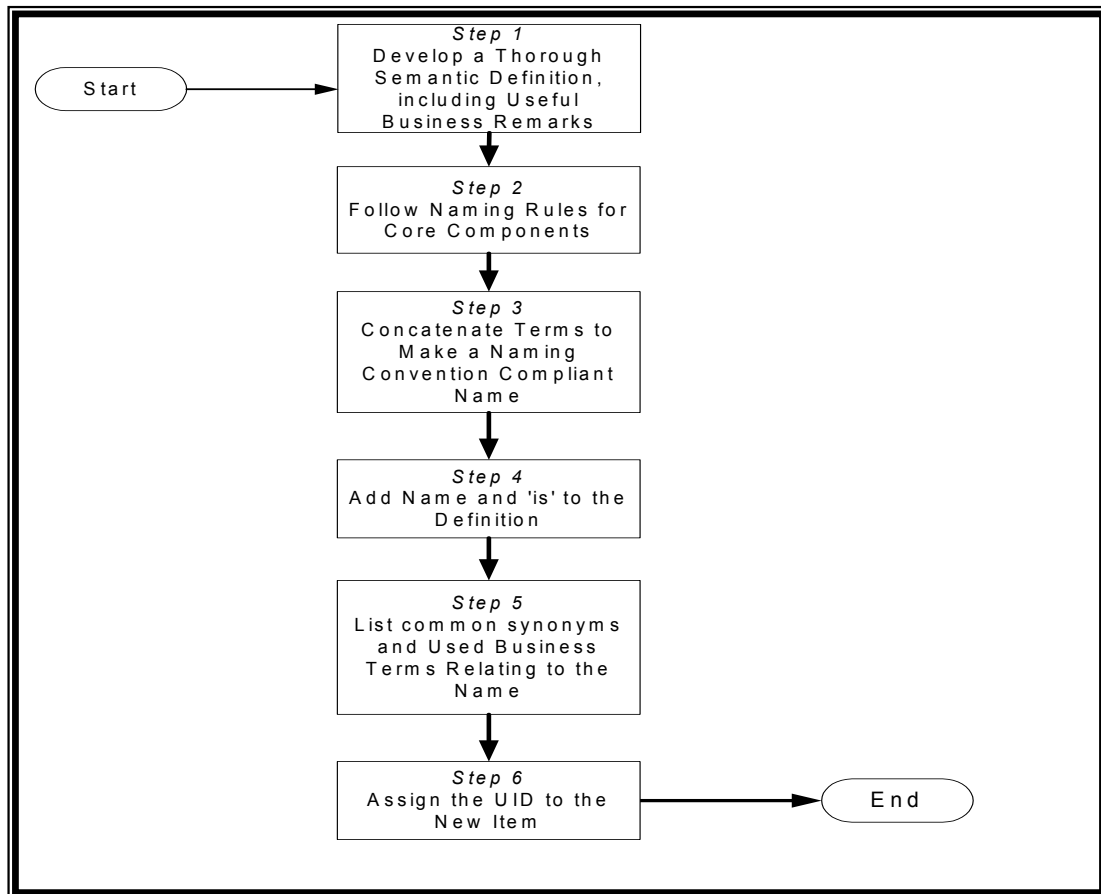 Start
Step 1
Develop a Thorough
Semantic Definition,
including Useful
Business Remarks
Step 2
Follow Naming Rules for
Core Components
Step 3
Concatenate Terms to
Make a Naming
Convention Compliant
Name
Step 4
Add Name and 'is' to the
Definition
Step 5
List common synonyms
and Used Business
Terms Relating to the
Name
Step 6
Assign the UID to the
New Item
End